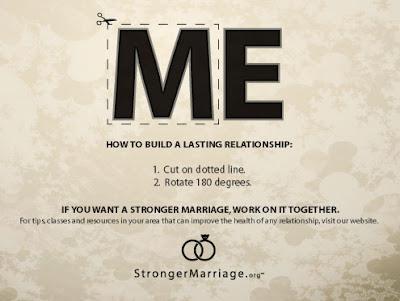 ME
HOW TO BUILD A LASTING RELATIONSHIP:
1. Cut on dotted line.
2. Rotate 180 degrees.
IF YOU WANT A STRONGER MARRIAGE, WORK ON IT TOGETHER.
For tips, classes and resources in your area that can improve the health of any relationship, visit our website.
StrongerMarriage.org™